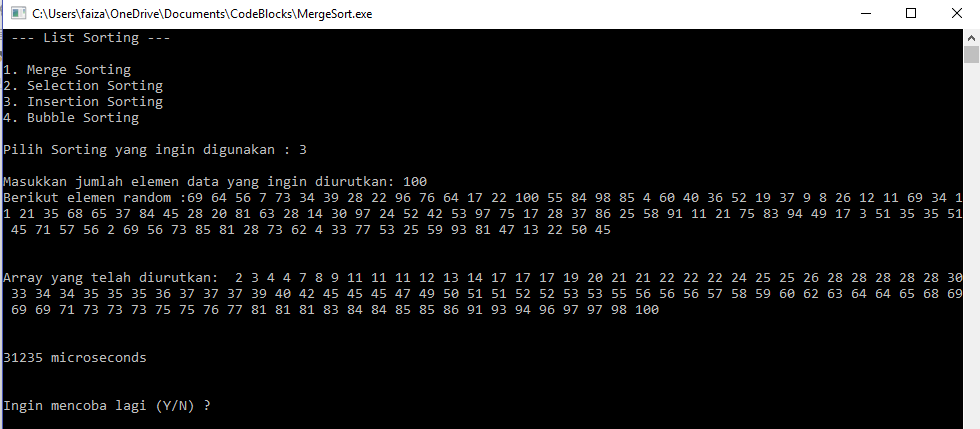 C:\Users\faiza\OneDrive\Documents\CodeBlocks\MergeSort.exe
--- List Sorting ---
1. Merge Sorting
2. Selection Sorting
3. Insertion Sorting
4. Bubble Sorting
Pilih Sorting yang ingin digunakan : 3
Masukkan jumlah elemen data yang ingin diurutkan: 100
Berikut elemen random :69 64 56 7 73 34 39 28 22 96 76 64 17 22 100 55 84 98 85 4 60 40 36 52 19 37 9 8 26 12 11 69 34 1
1 21 35 68 65 37 84 45 28 20 81 63 28 14 30 97 24 52 42 53 97 75 17 28 37 86 25 58 91 11 21 75 83 94 49 17 3 51 35 35 51
45 71 57 56 2 69 56 73 85 81 28 73 62 4 33 77 53 25 59 93 81 47 13 22 50 45
Array yang telah diurutkan:  2 3 4 4 7 8 9 11 11 11 12 13 14 17 17 17 19 20 21 21 22 22 22 24 25 25 26 28 28 28 28 28 30
33 34 34 35 35 35 36 37 37 37 39 40 42 45 45 45 47 49 50 51 51 52 52 53 53 55 56 56 56 57 58 59 60 62 63 64 64 65 68 69
69 69 71 73 73 73 75 75 76 77 81 81 81 83 84 84 85 85 86 91 93 94 96 97 97 98 100
31235 microseconds
Ingin mencoba lagi (Y/N) ?